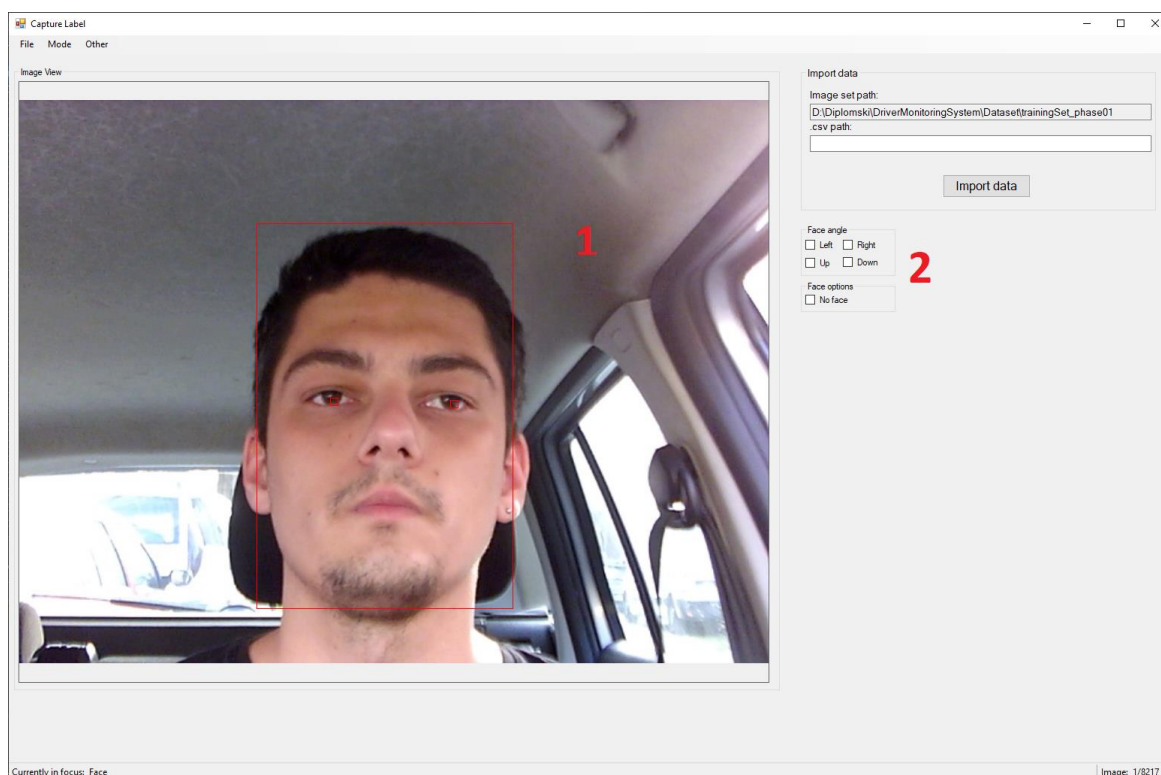 Capture Label
File Mode Other
Image View
Import data
Image set path:
D:\Diplomski\DriverMonitoringSystem\Dataset\trainingSet_phase01
.csv path:
Import data
1
Face angle
Left Right
Up Down
2
Face options
No face
Currently in focus: Face
Image: 1/8217